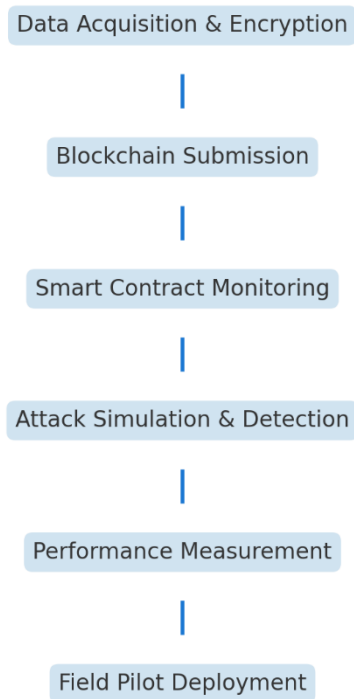 Data Acquisition & Encryption
Blockchain Submission
Smart Contract Monitoring
Attack Simulation & Detection
Performance Measurement
Field Pilot Deployment